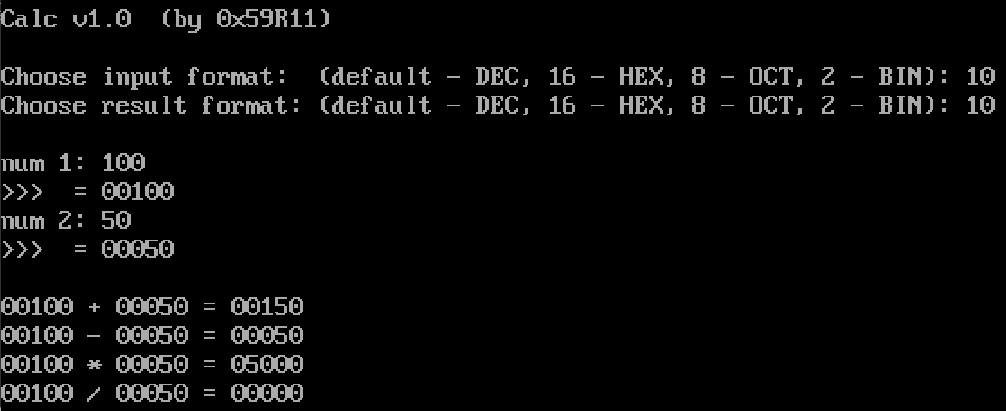 Calc v1.0  (by 0x59R11)
Choose input format:  (default - DEC, 16 - HEX, 8 - OCT, 2 - BIN): 10
Choose result format: (default - DEC, 16 - HEX, 8 - OCT, 2 - BIN): 10
num 1: 100
>>>  = 00100
num 2: 50
>>>  = 00050
00100 + 00050 = 00150
00100 - 00050 = 00050
00100 * 00050 = 05000
00100 / 00050 = 00000